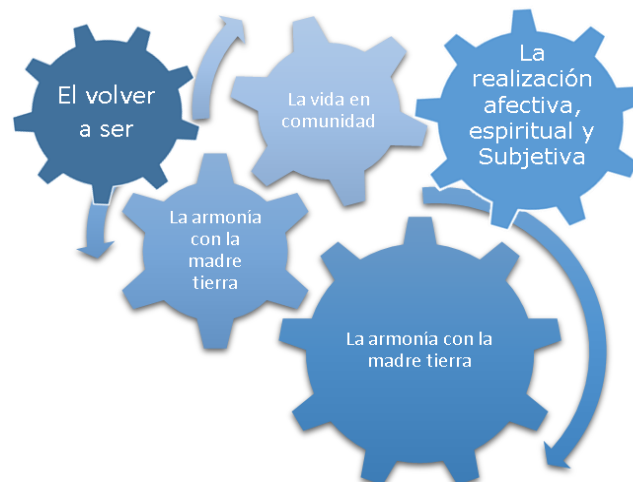 El volver
a ser
La vida en
comunidad
La
realización
afectiva,
espiritual y
Subjetiva
La armonía
con la
madre
tierra
La armonía con la
madre tierra